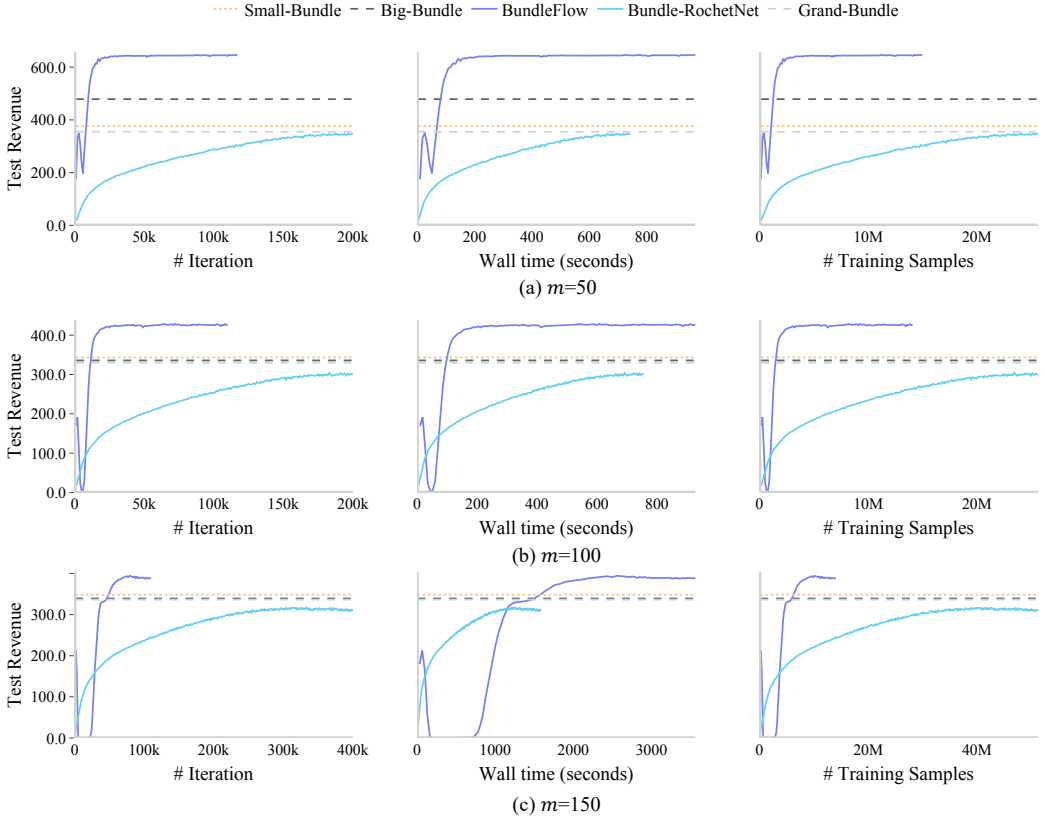 Small-Bundle Big-Bundle BundleFlow Bundle-RochetNet Grand-Bundle
Test Revenue
600.0
400.0
200.0
0.0
0 50k 100k 150k 200k
# Iteration
0 200 400 600 800
Wall time (seconds)
0 10M 20M
# Training Samples
(a) m=50
Test Revenue
400.0
300.0
200.0
100.0
0.0
0 50k 100k 150k 200k
# Iteration
0 200 400 600 800
Wall time (seconds)
0 10M 20M
# Training Samples
(b) m=100
Test Revenue
300.0
200.0
100.0
0.0
0 100k 200k 300k 400k
# Iteration
0 1000 2000 3000
Wall time (seconds)
0 20M 40M
# Training Samples
(c) m=150